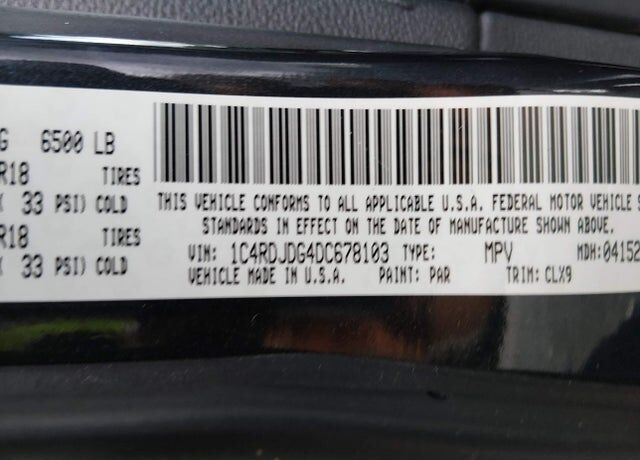 G 6500 LB
R18 TIRES
33 PSI) COLD
R18 TIRES
33 PSI) COLD
THIS VEHICLE CONFORMS TO ALL APPLICABLE U.S.A. FEDERAL MOTOR VEHICLE S
STANDARDS IN EFFECT ON THE DATE OF MANUFACTURE SHOWN ABOVE.
VIN: 1C4RDJDG4DC678103 TYPE: MPV MDH:04152
VEHICLE MADE IN U.S.A. PAINT: PAR TRIM: CLX9